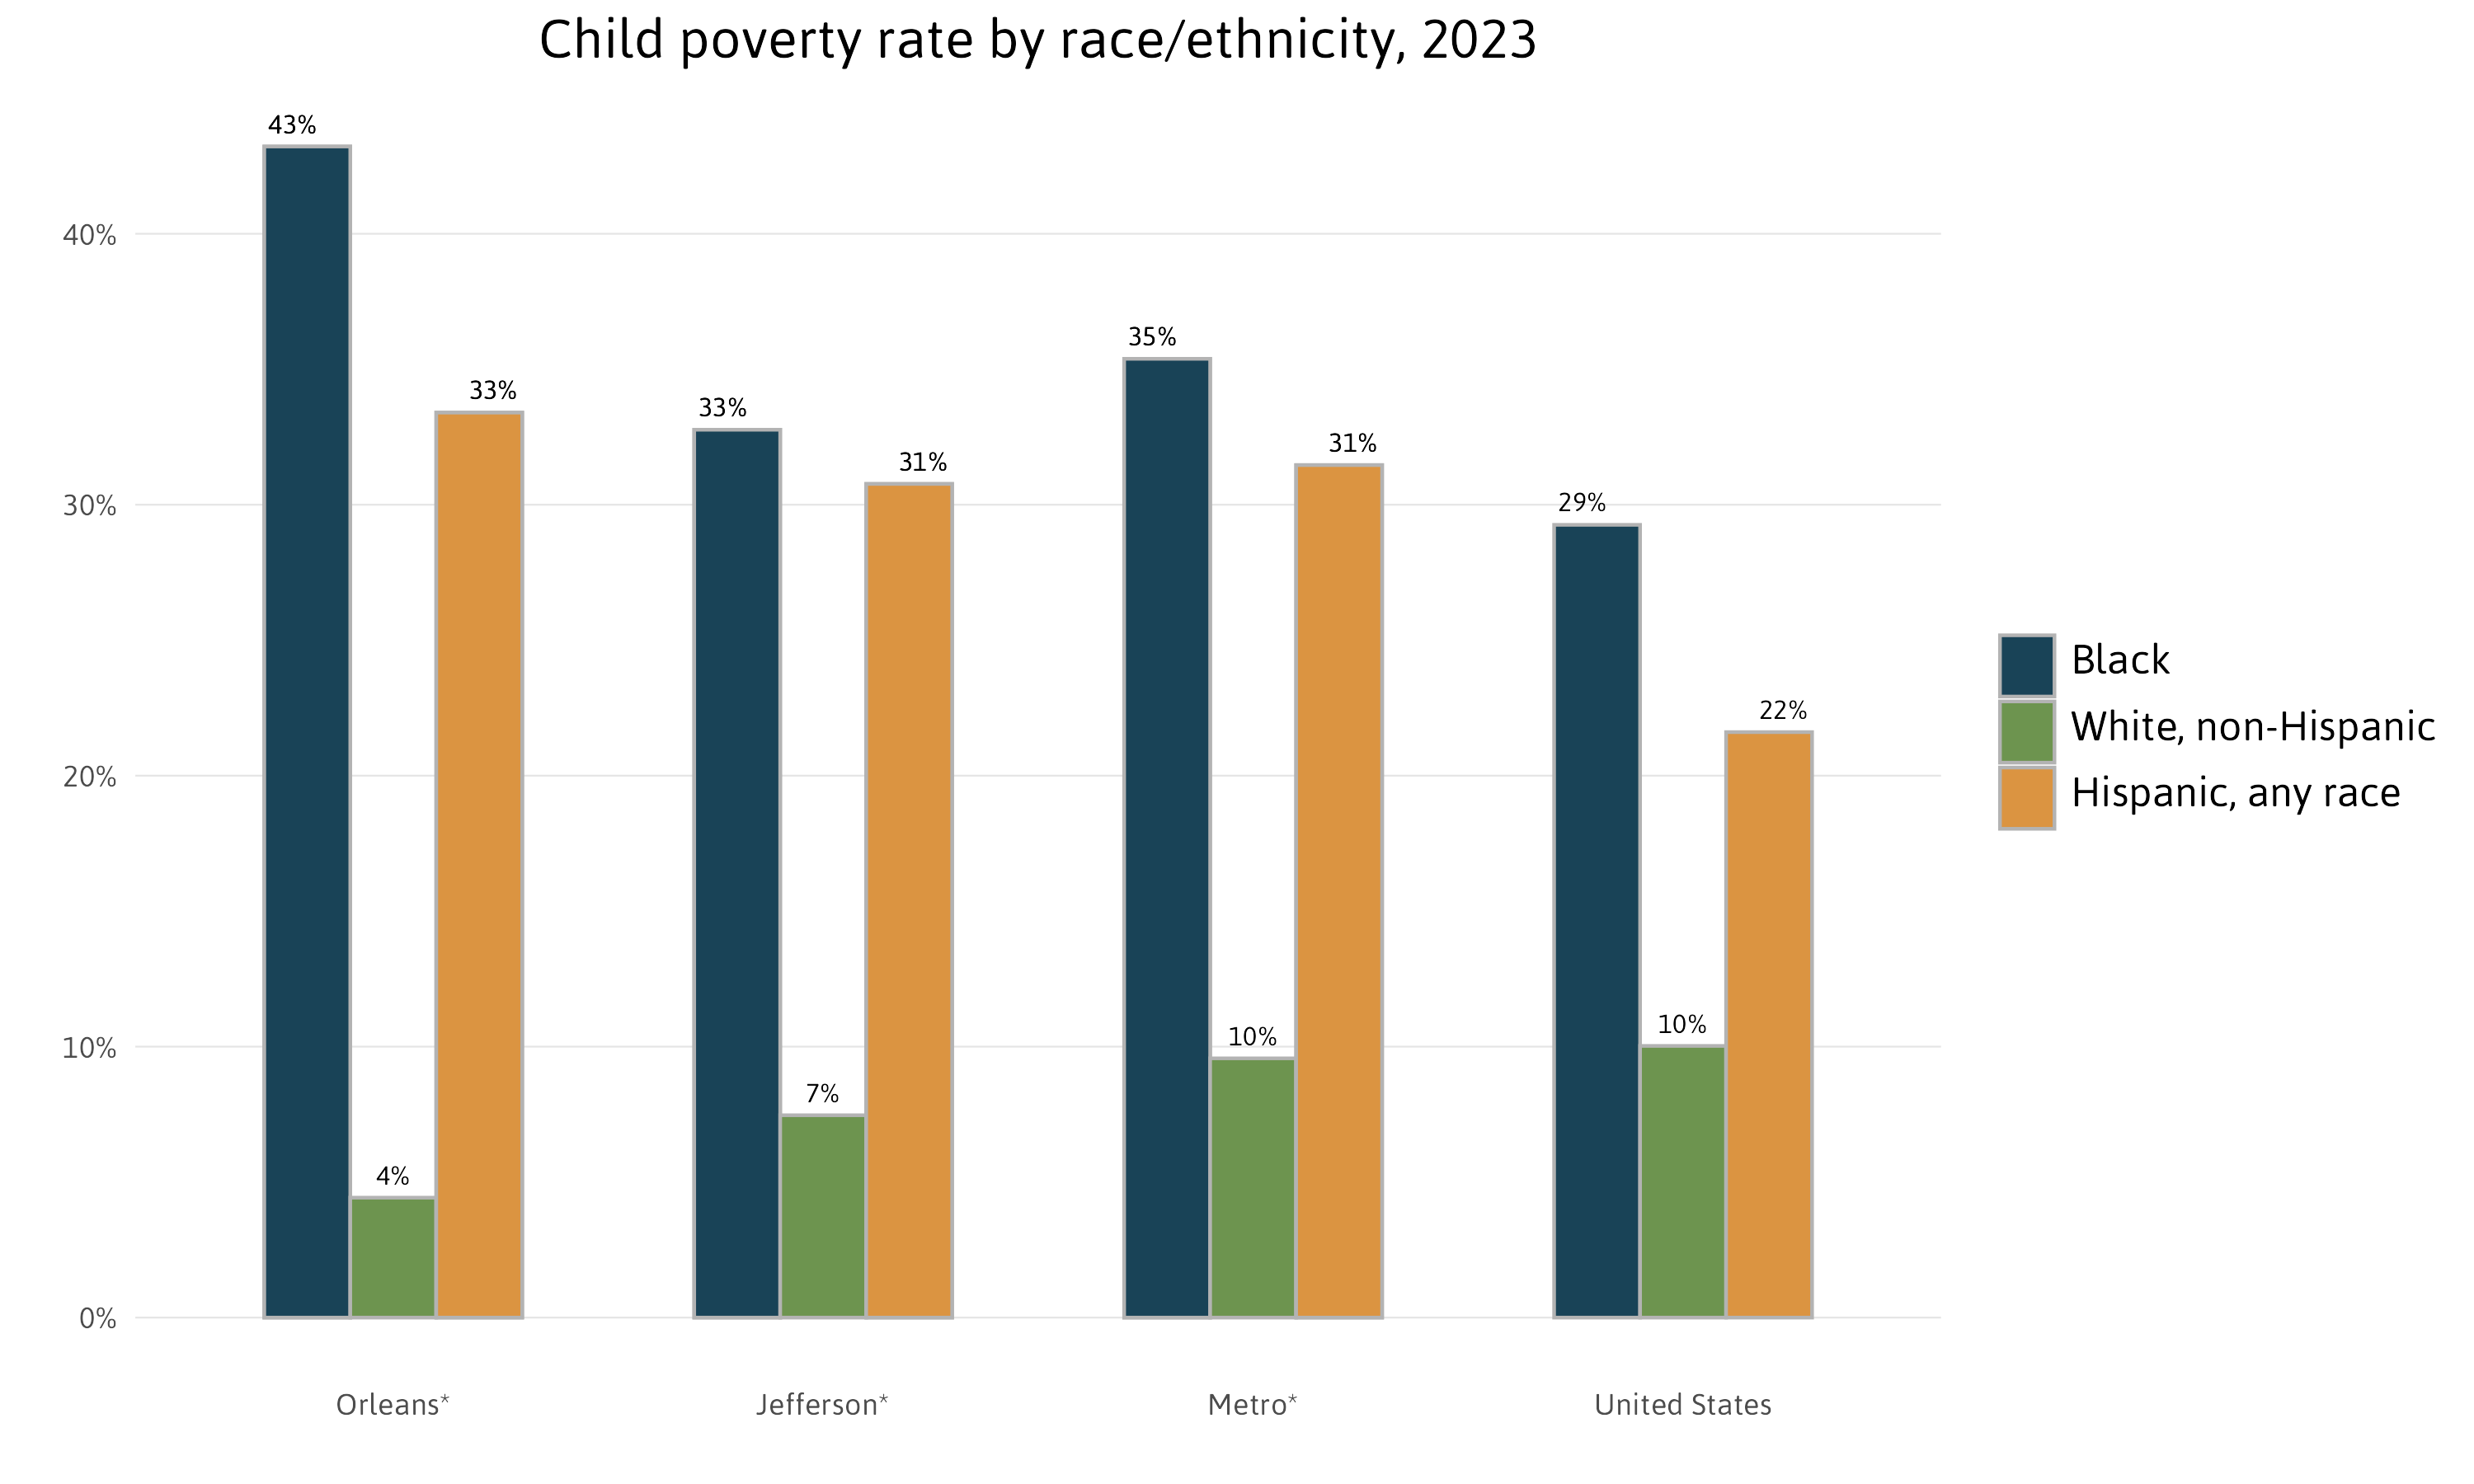 Child poverty rate by race/ethnicity, 2023
43%
33%
4%
33%
31%
7%
35%
31%
10%
29%
22%
10%
40%
30%
20%
10%
0%
Orleans*
Jefferson*
Metro*
United States
Black
White, non-Hispanic
Hispanic, any race